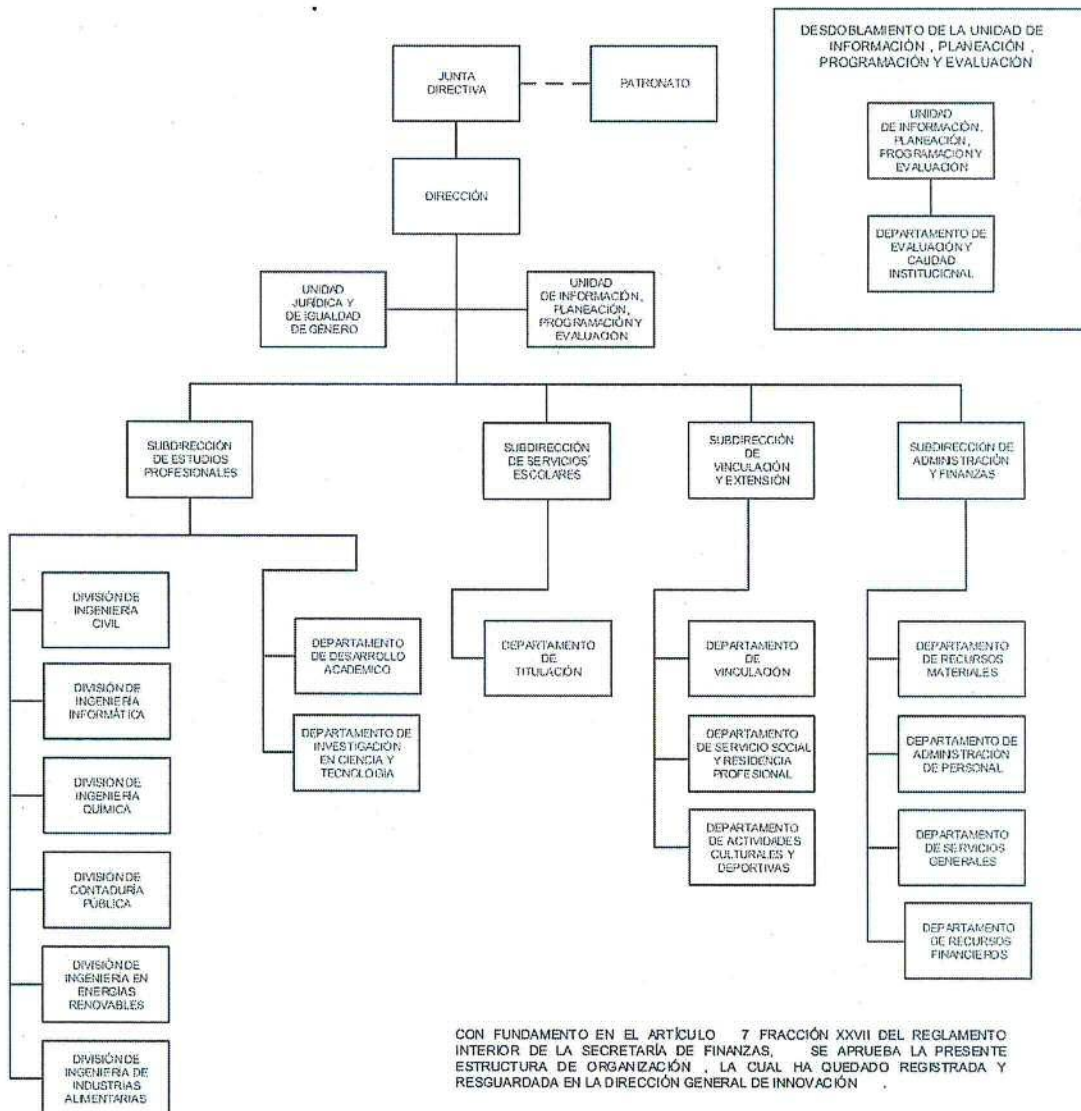 DESDOBLAMIENTO DE LA UNIDAD DE
INFORMACIÓN , PLANEACIÓN ,
PROGRAMACIÓN Y EVALUACIÓN
JUNTA
DIRECTIVA
PATRONATO
UNIDAD
DE INFORMACIÓN,
PLANEACIÓN,
PROGRAMACIÓN Y
EVALUACIÓN
DIRECCIÓN
DEPARTAMENTO DE
EVALUACIÓN Y
CALIDAD
INSTITUCIONAL
UNIDAD
JURÍDICA Y
DE IGUALDAD
DE GÉNERO
UNIDAD
DE INFORMACIÓN,
PLANEACIÓN,
PROGRAMACIÓN Y
EVALUACIÓN
SUBDIRECCIÓN
DE ESTUDIOS
PROFESIONALES
SUBDIRECCIÓN
DE SERVICIOS
ESCOLARES
SUBDIRECCIÓN
DE
VINCULACIÓN
Y EXTENSIÓN
SUBDIRECCIÓN DE
ADMINISTRACIÓN
Y FINANZAS
DIVISIÓN DE
INGENIERÍA
CIVIL
DIVISIÓN DE
INGENIERÍA
INFORMÁTICA
DIVISIÓN DE
INGENIERÍA
QUÍMICA
DIVISIÓN DE
CONTADURÍA
PÚBLICA
DIVISIÓN DE
INGENIERÍA EN
ENERGÍAS
RENOVABLES
DIVISIÓN DE
INGENIERÍA DE
INDUSTRIAS
ALIMENTARIAS
DEPARTAMENTO
DE DESARROLLO
ACADÉMICO
DEPARTAMENTO DE
INVESTIGACIÓN
EN CIENCIA Y
TECNOLOGÍA
DEPARTAMENTO
DE
TITULACIÓN
DEPARTAMENTO
DE
VINCULACIÓN
DEPARTAMENTO
DE SERVICIO SOCIAL
Y RESIDENCIA
PROFESIONAL
DEPARTAMENTO
DE ACTIVIDADES
CULTURALES Y
DEPORTIVAS
DEPARTAMENTO
DE RECURSOS
MATERIALES
DEPARTAMENTO DE
ADMINISTRACIÓN
DE PERSONAL
DEPARTAMENTO
DE SERVICIOS
GENERALES
DEPARTAMENTO
DE RECURSOS
FINANCIEROS
CON FUNDAMENTO EN EL ARTÍCULO 7 FRACCIÓN XXVII DEL REGLAMENTO
INTERIOR DE LA SECRETARÍA DE FINANZAS, SE APRUEBA LA PRESENTE
ESTRUCTURA DE ORGANIZACIÓN , LA CUAL HA QUEDADO REGISTRADA Y
RESGUARDADA EN LA DIRECCIÓN GENERAL DE INNOVACIÓN .